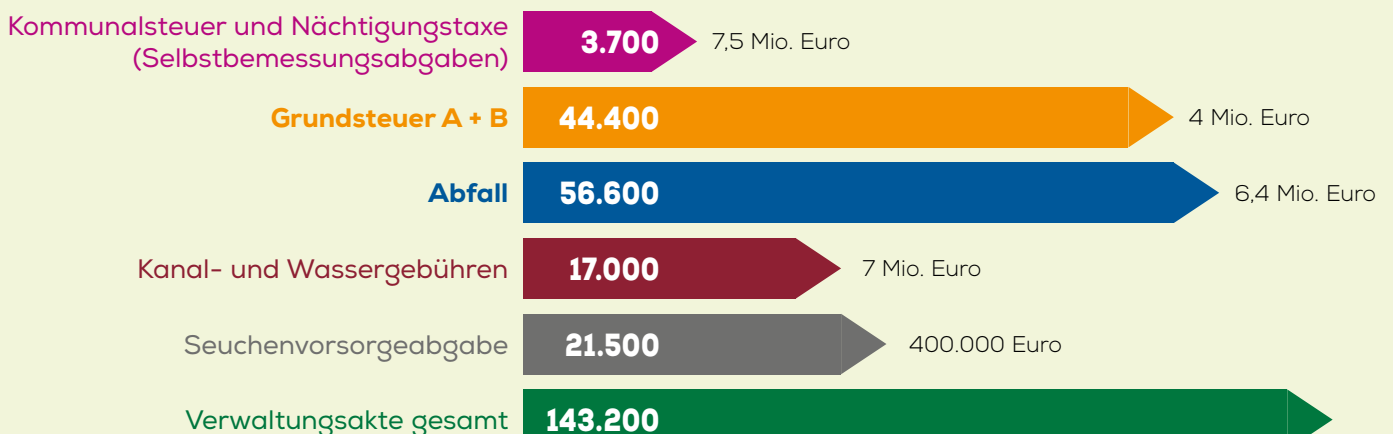 Kommunalsteuer und Nächtigungstaxe
(Selbstbemessungsabgaben)
3.700
7,5 Mio. Euro
Grundsteuer A + B
44.400
4 Mio. Euro
Abfall
56.600
6,4 Mio. Euro
Kanal- und Wassergebühren
17.000
7 Mio. Euro
Seuchenvorsorgeabgabe
21.500
400.000 Euro
Verwaltungsakte gesamt
143.200